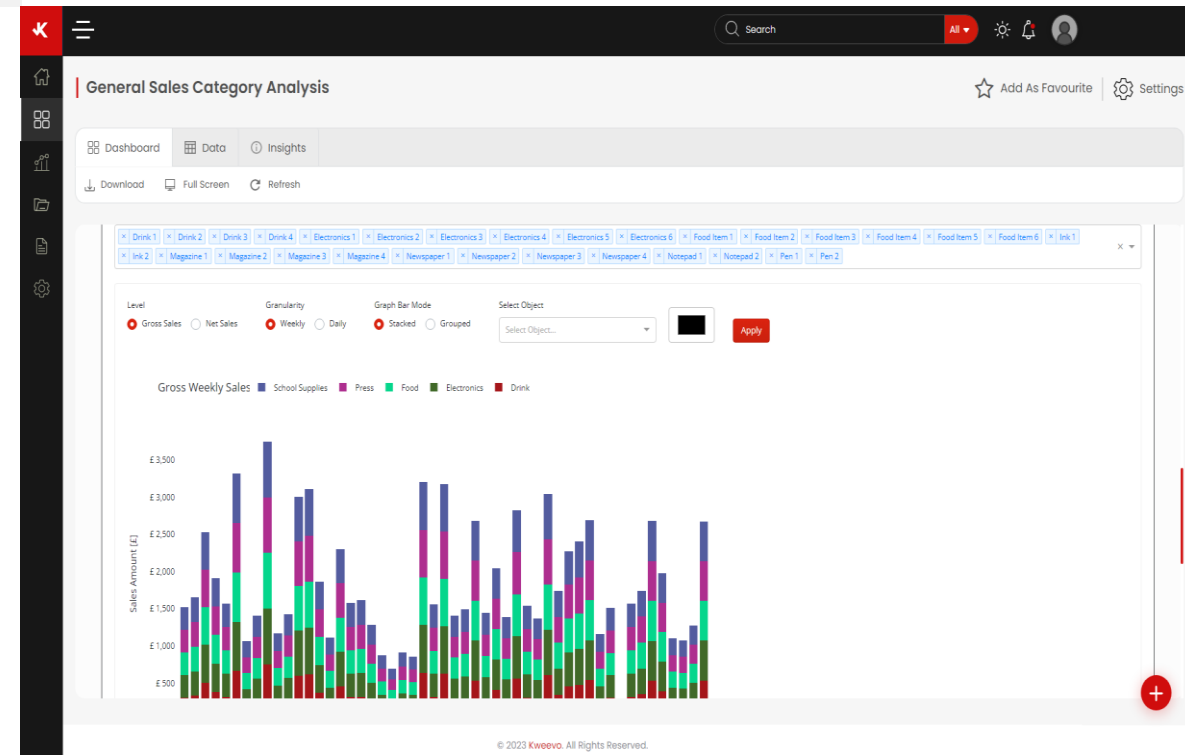 Search All
General Sales Category Analysis Add As Favourite Settings
Dashboard Data Insights
Download Full Screen Refresh
× Drink 1 × Drink 2 × Drink 3 × Drink 4 × Electronics 1 × Electronics 2 × Electronics 3 × Electronics 4 × Electronics 5 × Electronics 6 × Food Item 1 × Food Item 2 × Food Item 3 × Food Item 4 × Food Item 5 × Food Item 6 × Ink 1
× Ink 2 × Magazine 1 × Magazine 2 × Magazine 3 × Magazine 4 × Newspaper 1 × Newspaper 2 × Newspaper 3 × Newspaper 4 × Notepad 1 × Notepad 2 × Pen 1 × Pen 2 ×
Level Granularity Graph Bar Mode Select Object
Gross Sales Net Sales Weekly Daily Stacked Grouped Select Object... Apply
Gross Weekly Sales School Supplies Press Food Electronics Drink
£ 3,500
£ 3,000
£ 2,500
£ 2,000
£ 1,500
£ 1,000
£ 500
Sales Amount (£)
© 2023 Kweevo. All Rights Reserved.